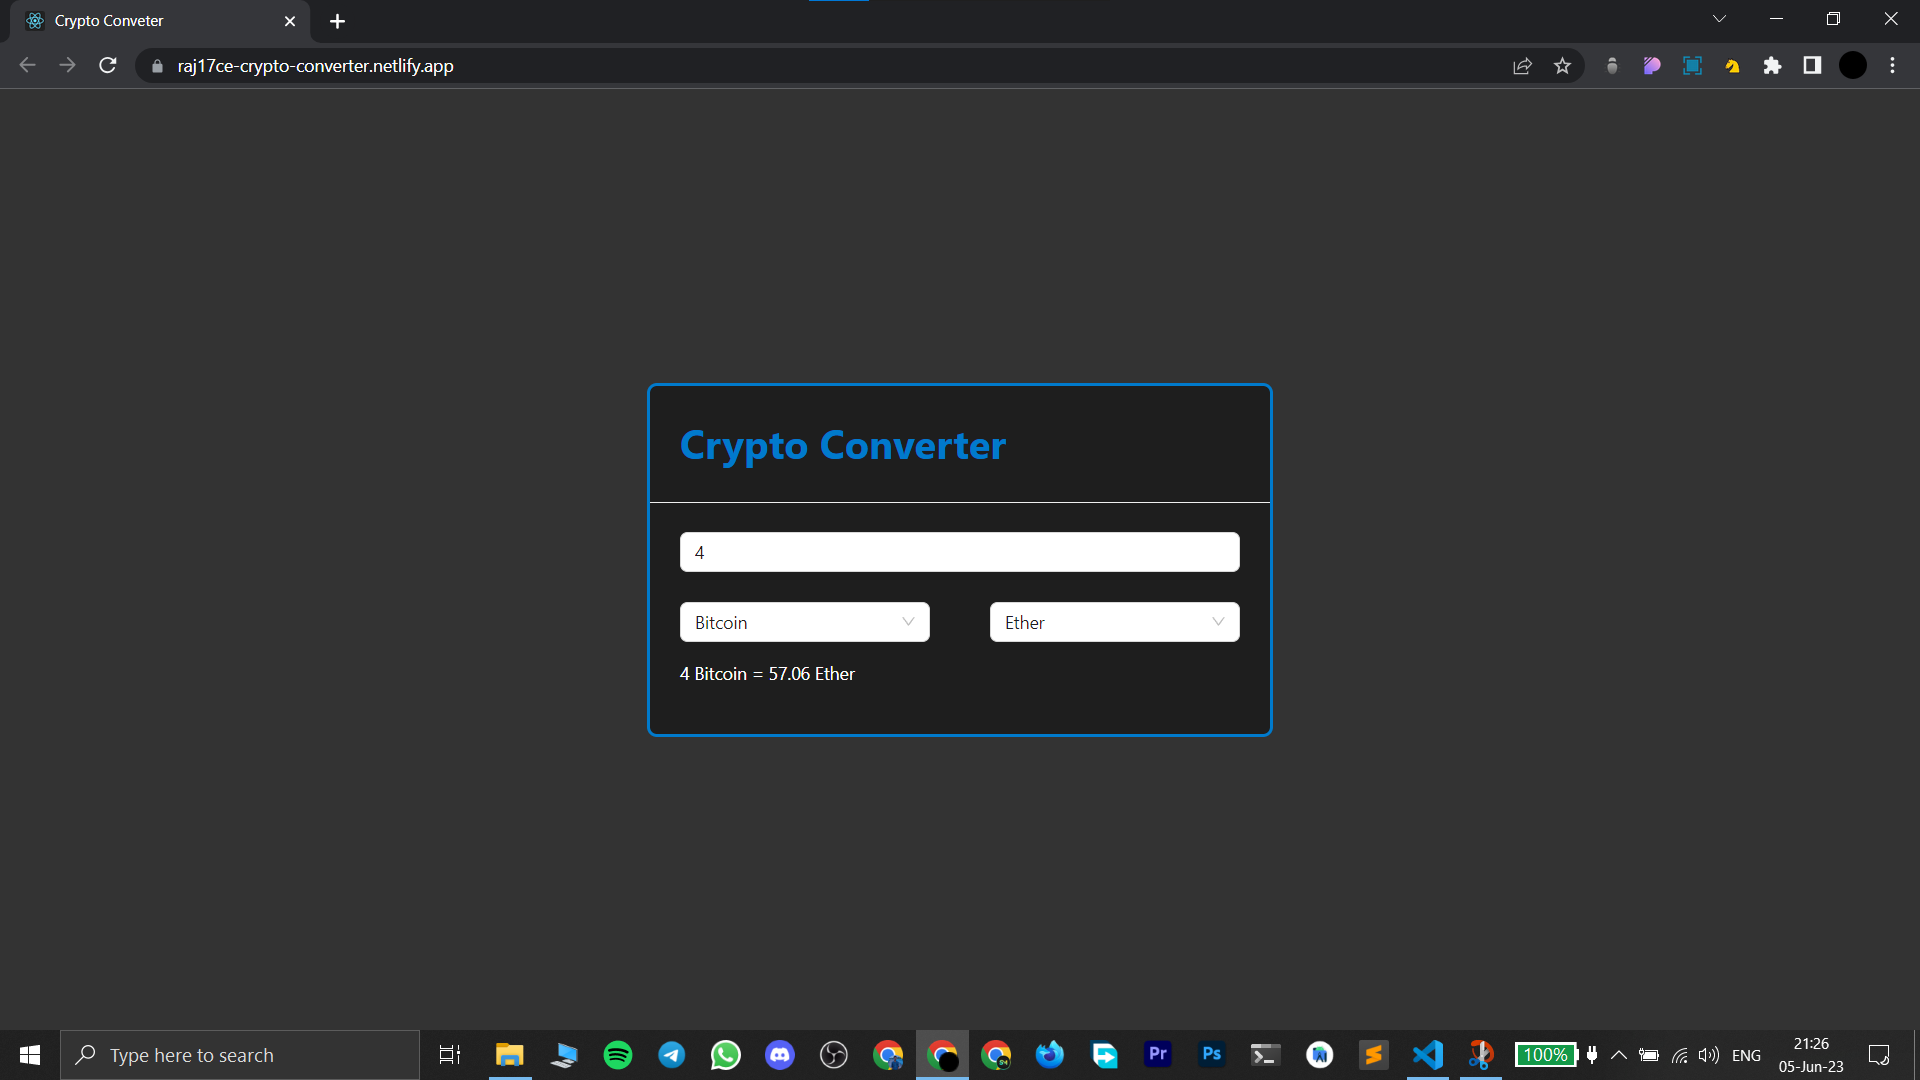 Crypto Conveter
raj17ce-crypto-converter.netlify.app
Crypto Converter
4
Bitcoin
Ether
4 Bitcoin = 57.06 Ether
Type here to search
Pr
Ps
100%
ENG
21:26
05-Jun-23